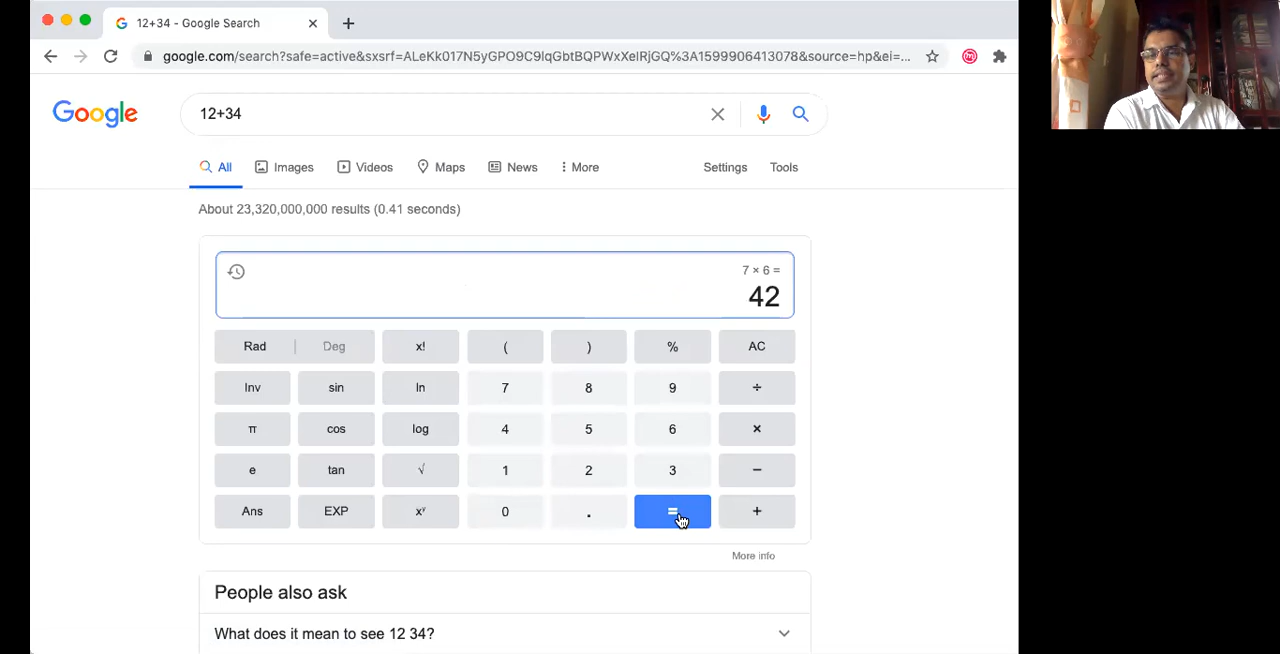 12+34 - Google Search
google.com/search?safe=active&sxsrf=ALeKk017N5yGPO9C9lqGbtBQPWxXelRjGQ%3A1599906413078&source=hp&ei=...
Google
12+34
All Images Videos Maps News More Settings Tools
About 23,320,000,000 results (0.41 seconds)
7 × 6 =
42
Rad | Deg x! ( ) % AC
Inv sin ln 7 8 9 ÷
π cos log 4 5 6 ×
e tan √ 1 2 3 −
Ans EXP xʸ 0 . = +
More info
People also ask
What does it mean to see 12 34?